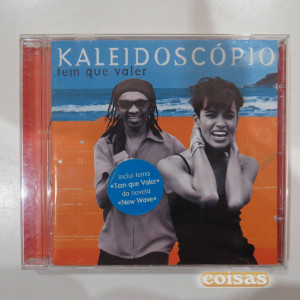 KALEIDOSCÓPIO
tem que valer
inclui tema
«Tem que Valer»
da novela
«New Wave»
coisas